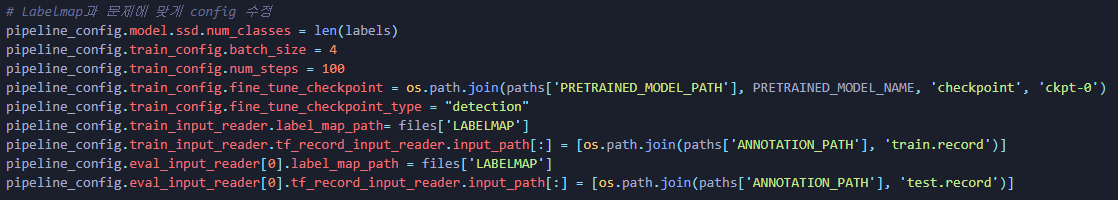 # Labelmap과 문제에 맞게 config 수정
pipeline_config.model.ssd.num_classes = len(labels)
pipeline_config.train_config.batch_size = 4
pipeline_config.train_config.num_steps = 100
pipeline_config.train_config.fine_tune_checkpoint = os.path.join(paths['PRETRAINED_MODEL_PATH'], PRETRAINED_MODEL_NAME, 'checkpoint', 'ckpt-0')
pipeline_config.train_config.fine_tune_checkpoint_type = "detection"
pipeline_config.train_input_reader.label_map_path= files['LABELMAP']
pipeline_config.train_input_reader.tf_record_input_reader.input_path[:] = [os.path.join(paths['ANNOTATION_PATH'], 'train.record')]
pipeline_config.eval_input_reader[0].label_map_path = files['LABELMAP']
pipeline_config.eval_input_reader[0].tf_record_input_reader.input_path[:] = [os.path.join(paths['ANNOTATION_PATH'], 'test.record')]